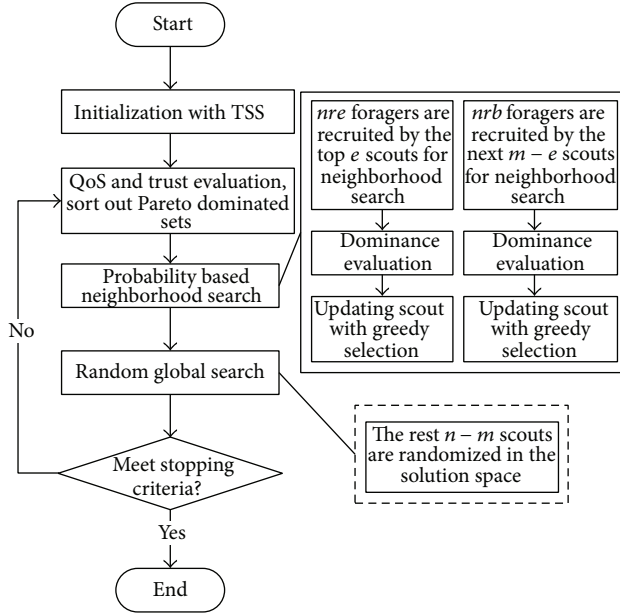 Start
Initialization with TSS
QoS and trust evaluation,
sort out Pareto dominated
sets
Probability based
neighborhood search
Random global search
Meet stopping
criteria?
No
Yes
End
nre foragers are
recruited by the
top e scouts for
neighborhood
search
Dominance
evaluation
Updating scout
with greedy
selection
nrb foragers are
recruited by the
next m – e scouts
for neighborhood
search
Dominance
evaluation
Updating scout
with greedy
selection
The rest n – m scouts
are randomized in the
solution space